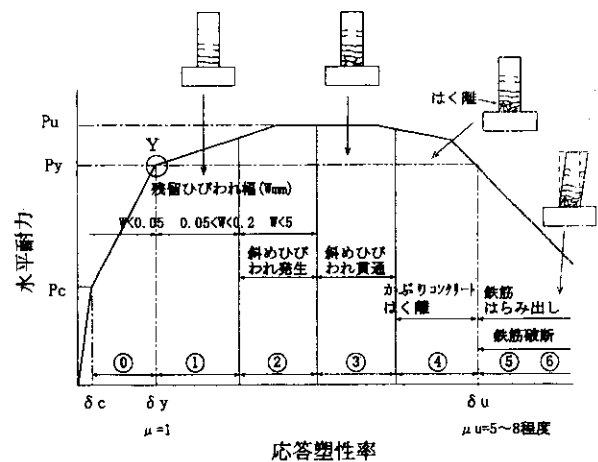 はく離
Pu
Y
Py
残留ひびわれ幅(Wmm)
W<0.05 0.05<W<0.2 W<5
水平耐力
斜めひび
われ発生
斜めひび
われ貫通
Pc
かぶりコンクリート
はく離
鉄筋
はらみ出し
鉄筋破断
⓪ ① ② ③ ④ ⑤ ⑥
δc δy δu
μ=1 μu=5~8程度
応答塑性率